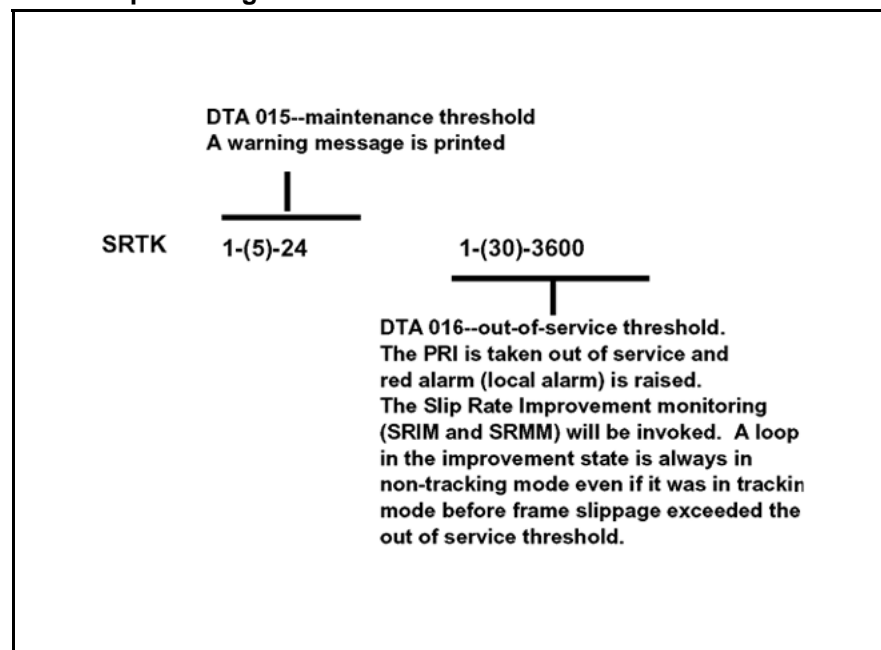 DTA 015--maintenance threshold
A warning message is printed
SRTK 1-(5)-24 1-(30)-3600
DTA 016--out-of-service threshold.
The PRI is taken out of service and
red alarm (local alarm) is raised.
The Slip Rate Improvement monitoring
(SRIM and SRMM) will be invoked. A loop
in the improvement state is always in
non-tracking mode even if it was in trackin
mode before frame slippage exceeded the
out of service threshold.